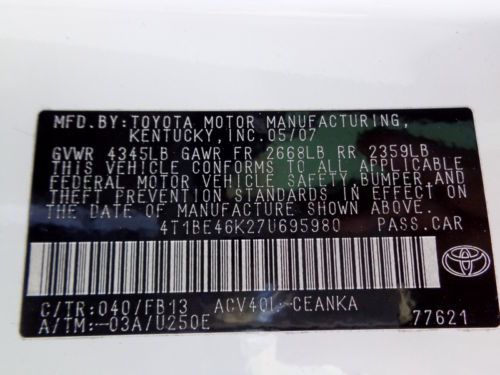 MFD.BY:TOYOTA MOTOR MANUFACTURING,
KENTUCKY,INC.05/07
GVWR 4345LB GAWR FR 2668LB RR 2359LB
THIS VEHICLE CONFORMS TO ALL APPLICABLE
FEDERAL MOTOR VEHICLE SAFETY BUMPER AND
THEFT PREVENTION STANDARDS IN EFFECT ON
THE DATE OF MANUFACTURE SHOWN ABOVE.
4T1BE46K27U695980 PASS.CAR
C/TR:040/FB13 ACV40L-CEANKA
A/TM:-03A/U250E 77621